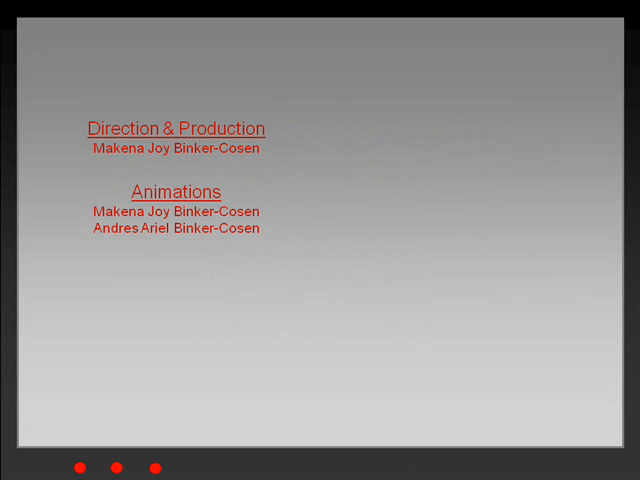 Direction & Production
Makena Joy Binker-Cosen
Animations
Makena Joy Binker-Cosen
Andres Ariel Binker-Cosen